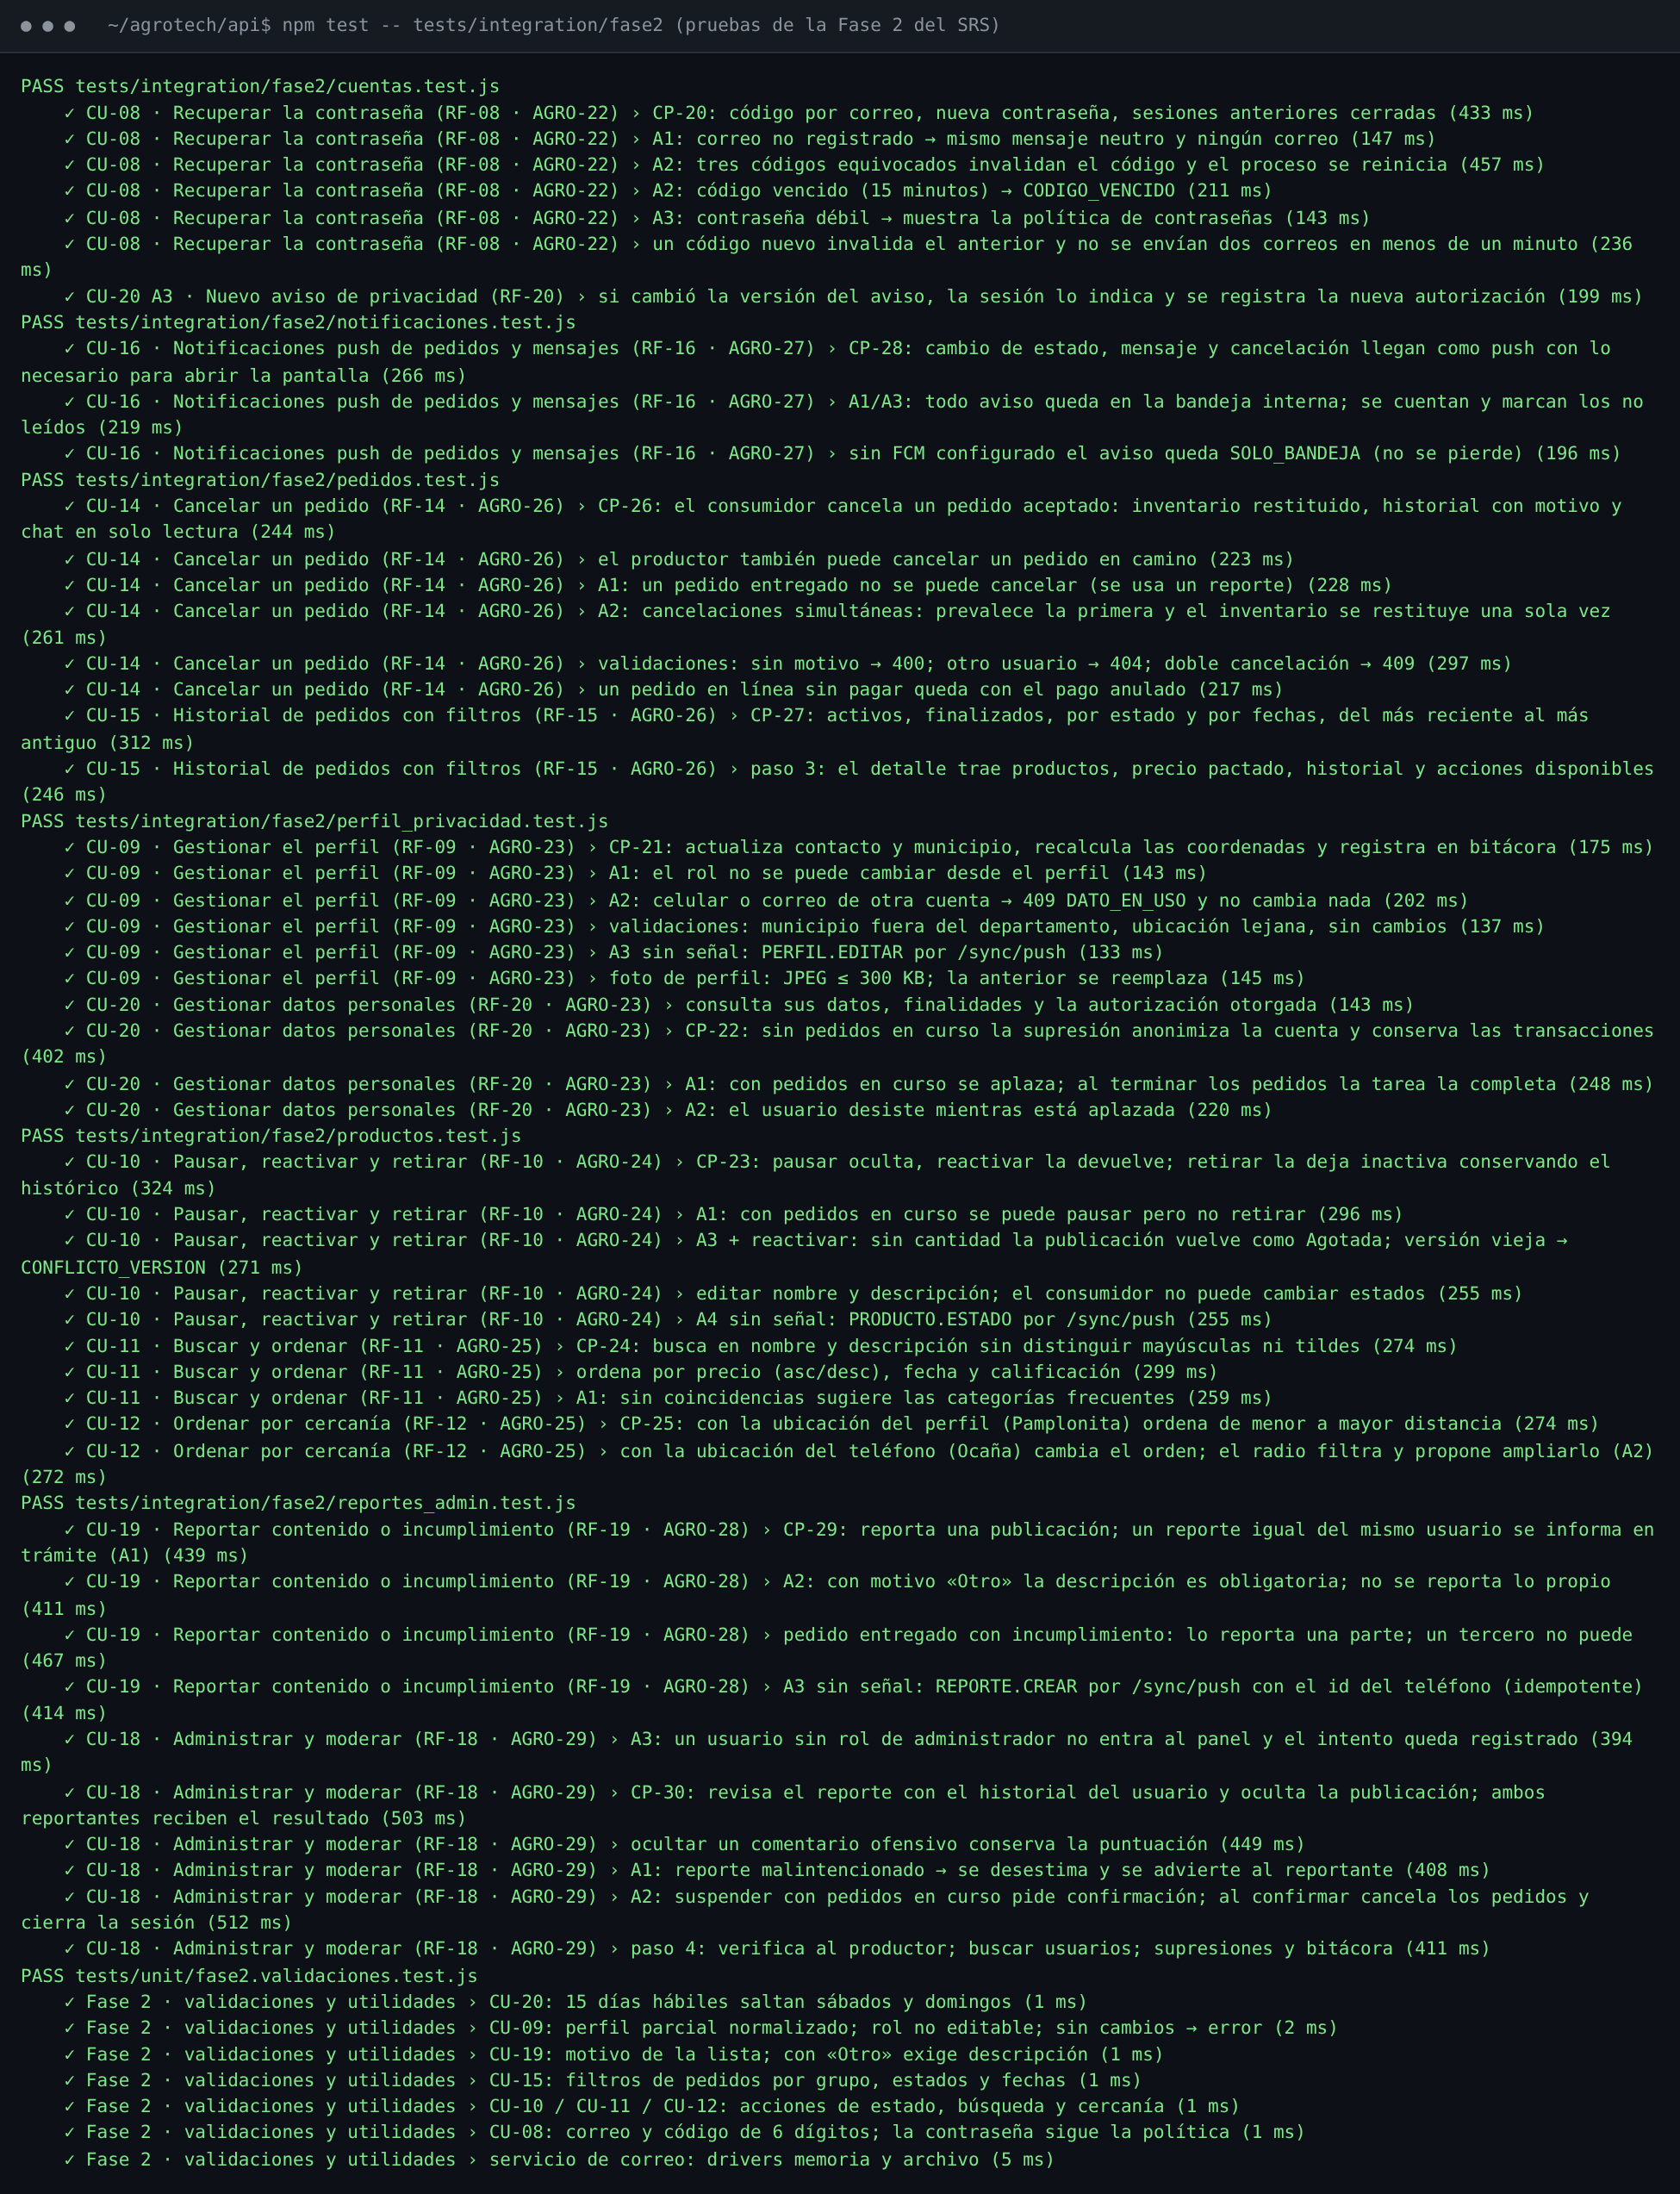 ~/agrotech/api$ npm test -- tests/integration/fase2 (pruebas de la Fase 2 del SRS)
PASS tests/integration/fase2/cuentas.test.js
✓ CU-08 · Recuperar la contraseña (RF-08 · AGRO-22) › CP-20: código por correo, nueva contraseña, sesiones anteriores cerradas (433 ms)
✓ CU-08 · Recuperar la contraseña (RF-08 · AGRO-22) › A1: correo no registrado → mismo mensaje neutro y ningún correo (147 ms)
✓ CU-08 · Recuperar la contraseña (RF-08 · AGRO-22) › A2: tres códigos equivocados invalidan el código y el proceso se reinicia (457 ms)
✓ CU-08 · Recuperar la contraseña (RF-08 · AGRO-22) › A2: código vencido (15 minutos) → CODIGO_VENCIDO (211 ms)
✓ CU-08 · Recuperar la contraseña (RF-08 · AGRO-22) › A3: contraseña débil → muestra la política de contraseñas (143 ms)
✓ CU-08 · Recuperar la contraseña (RF-08 · AGRO-22) › un código nuevo invalida el anterior y no se envían dos correos en menos de un minuto (236
ms)
✓ CU-20 A3 · Nuevo aviso de privacidad (RF-20) › si cambió la versión del aviso, la sesión lo indica y se registra la nueva autorización (199 ms)
PASS tests/integration/fase2/notificaciones.test.js
✓ CU-16 · Notificaciones push de pedidos y mensajes (RF-16 · AGRO-27) › CP-28: cambio de estado, mensaje y cancelación llegan como push con lo
necesario para abrir la pantalla (266 ms)
✓ CU-16 · Notificaciones push de pedidos y mensajes (RF-16 · AGRO-27) › A1/A3: todo aviso queda en la bandeja interna; se cuentan y marcan los no
leídos (219 ms)
✓ CU-16 · Notificaciones push de pedidos y mensajes (RF-16 · AGRO-27) › sin FCM configurado el aviso queda SOLO_BANDEJA (no se pierde) (196 ms)
PASS tests/integration/fase2/pedidos.test.js
✓ CU-14 · Cancelar un pedido (RF-14 · AGRO-26) › CP-26: el consumidor cancela un pedido aceptado: inventario restituido, historial con motivo y
chat en solo lectura (244 ms)
✓ CU-14 · Cancelar un pedido (RF-14 · AGRO-26) › el productor también puede cancelar un pedido en camino (223 ms)
✓ CU-14 · Cancelar un pedido (RF-14 · AGRO-26) › A1: un pedido entregado no se puede cancelar (se usa un reporte) (228 ms)
✓ CU-14 · Cancelar un pedido (RF-14 · AGRO-26) › A2: cancelaciones simultáneas: prevalece la primera y el inventario se restituye una sola vez
(261 ms)
✓ CU-14 · Cancelar un pedido (RF-14 · AGRO-26) › validaciones: sin motivo → 400; otro usuario → 404; doble cancelación → 409 (297 ms)
✓ CU-14 · Cancelar un pedido (RF-14 · AGRO-26) › un pedido en línea sin pagar queda con el pago anulado (217 ms)
✓ CU-15 · Historial de pedidos con filtros (RF-15 · AGRO-26) › CP-27: activos, finalizados, por estado y por fechas, del más reciente al más
antiguo (312 ms)
✓ CU-15 · Historial de pedidos con filtros (RF-15 · AGRO-26) › paso 3: el detalle trae productos, precio pactado, historial y acciones disponibles
(246 ms)
PASS tests/integration/fase2/perfil_privacidad.test.js
✓ CU-09 · Gestionar el perfil (RF-09 · AGRO-23) › CP-21: actualiza contacto y municipio, recalcula las coordenadas y registra en bitácora (175 ms)
✓ CU-09 · Gestionar el perfil (RF-09 · AGRO-23) › A1: el rol no se puede cambiar desde el perfil (143 ms)
✓ CU-09 · Gestionar el perfil (RF-09 · AGRO-23) › A2: celular o correo de otra cuenta → 409 DATO_EN_USO y no cambia nada (202 ms)
✓ CU-09 · Gestionar el perfil (RF-09 · AGRO-23) › validaciones: municipio fuera del departamento, ubicación lejana, sin cambios (137 ms)
✓ CU-09 · Gestionar el perfil (RF-09 · AGRO-23) › A3 sin señal: PERFIL.EDITAR por /sync/push (133 ms)
✓ CU-09 · Gestionar el perfil (RF-09 · AGRO-23) › foto de perfil: JPEG ≤ 300 KB; la anterior se reemplaza (145 ms)
✓ CU-20 · Gestionar datos personales (RF-20 · AGRO-23) › consulta sus datos, finalidades y la autorización otorgada (143 ms)
✓ CU-20 · Gestionar datos personales (RF-20 · AGRO-23) › CP-22: sin pedidos en curso la supresión anonimiza la cuenta y conserva las transacciones
(402 ms)
✓ CU-20 · Gestionar datos personales (RF-20 · AGRO-23) › A1: con pedidos en curso se aplaza; al terminar los pedidos la tarea la completa (248 ms)
✓ CU-20 · Gestionar datos personales (RF-20 · AGRO-23) › A2: el usuario desiste mientras está aplazada (220 ms)
PASS tests/integration/fase2/productos.test.js
✓ CU-10 · Pausar, reactivar y retirar (RF-10 · AGRO-24) › CP-23: pausar oculta, reactivar la devuelve; retirar la deja inactiva conservando el
histórico (324 ms)
✓ CU-10 · Pausar, reactivar y retirar (RF-10 · AGRO-24) › A1: con pedidos en curso se puede pausar pero no retirar (296 ms)
✓ CU-10 · Pausar, reactivar y retirar (RF-10 · AGRO-24) › A3 + reactivar: sin cantidad la publicación vuelve como Agotada; versión vieja →
CONFLICTO_VERSION (271 ms)
✓ CU-10 · Pausar, reactivar y retirar (RF-10 · AGRO-24) › editar nombre y descripción; el consumidor no puede cambiar estados (255 ms)
✓ CU-10 · Pausar, reactivar y retirar (RF-10 · AGRO-24) › A4 sin señal: PRODUCTO.ESTADO por /sync/push (255 ms)
✓ CU-11 · Buscar y ordenar (RF-11 · AGRO-25) › CP-24: busca en nombre y descripción sin distinguir mayúsculas ni tildes (274 ms)
✓ CU-11 · Buscar y ordenar (RF-11 · AGRO-25) › ordena por precio (asc/desc), fecha y calificación (299 ms)
✓ CU-11 · Buscar y ordenar (RF-11 · AGRO-25) › A1: sin coincidencias sugiere las categorías frecuentes (259 ms)
✓ CU-12 · Ordenar por cercanía (RF-12 · AGRO-25) › CP-25: con la ubicación del perfil (Pamplonita) ordena de menor a mayor distancia (274 ms)
✓ CU-12 · Ordenar por cercanía (RF-12 · AGRO-25) › con la ubicación del teléfono (Ocaña) cambia el orden; el radio filtra y propone ampliarlo (A2)
(272 ms)
PASS tests/integration/fase2/reportes_admin.test.js
✓ CU-19 · Reportar contenido o incumplimiento (RF-19 · AGRO-28) › CP-29: reporta una publicación; un reporte igual del mismo usuario se informa en
trámite (A1) (439 ms)
✓ CU-19 · Reportar contenido o incumplimiento (RF-19 · AGRO-28) › A2: con motivo «Otro» la descripción es obligatoria; no se reporta lo propio
(411 ms)
✓ CU-19 · Reportar contenido o incumplimiento (RF-19 · AGRO-28) › pedido entregado con incumplimiento: lo reporta una parte; un tercero no puede
(467 ms)
✓ CU-19 · Reportar contenido o incumplimiento (RF-19 · AGRO-28) › A3 sin señal: REPORTE.CREAR por /sync/push con el id del teléfono (idempotente)
(414 ms)
✓ CU-18 · Administrar y moderar (RF-18 · AGRO-29) › A3: un usuario sin rol de administrador no entra al panel y el intento queda registrado (394
ms)
✓ CU-18 · Administrar y moderar (RF-18 · AGRO-29) › CP-30: revisa el reporte con el historial del usuario y oculta la publicación; ambos
reportantes reciben el resultado (503 ms)
✓ CU-18 · Administrar y moderar (RF-18 · AGRO-29) › ocultar un comentario ofensivo conserva la puntuación (449 ms)
✓ CU-18 · Administrar y moderar (RF-18 · AGRO-29) › A1: reporte malintencionado → se desestima y se advierte al reportante (408 ms)
✓ CU-18 · Administrar y moderar (RF-18 · AGRO-29) › A2: suspender con pedidos en curso pide confirmación; al confirmar cancela los pedidos y
cierra la sesión (512 ms)
✓ CU-18 · Administrar y moderar (RF-18 · AGRO-29) › paso 4: verifica al productor; buscar usuarios; supresiones y bitácora (411 ms)
PASS tests/unit/fase2.validaciones.test.js
✓ Fase 2 · validaciones y utilidades › CU-20: 15 días hábiles saltan sábados y domingos (1 ms)
✓ Fase 2 · validaciones y utilidades › CU-09: perfil parcial normalizado; rol no editable; sin cambios → error (2 ms)
✓ Fase 2 · validaciones y utilidades › CU-19: motivo de la lista; con «Otro» exige descripción (1 ms)
✓ Fase 2 · validaciones y utilidades › CU-15: filtros de pedidos por grupo, estados y fechas (1 ms)
✓ Fase 2 · validaciones y utilidades › CU-10 / CU-11 / CU-12: acciones de estado, búsqueda y cercanía (1 ms)
✓ Fase 2 · validaciones y utilidades › CU-08: correo y código de 6 dígitos; la contraseña sigue la política (1 ms)
✓ Fase 2 · validaciones y utilidades › servicio de correo: drivers memoria y archivo (5 ms)